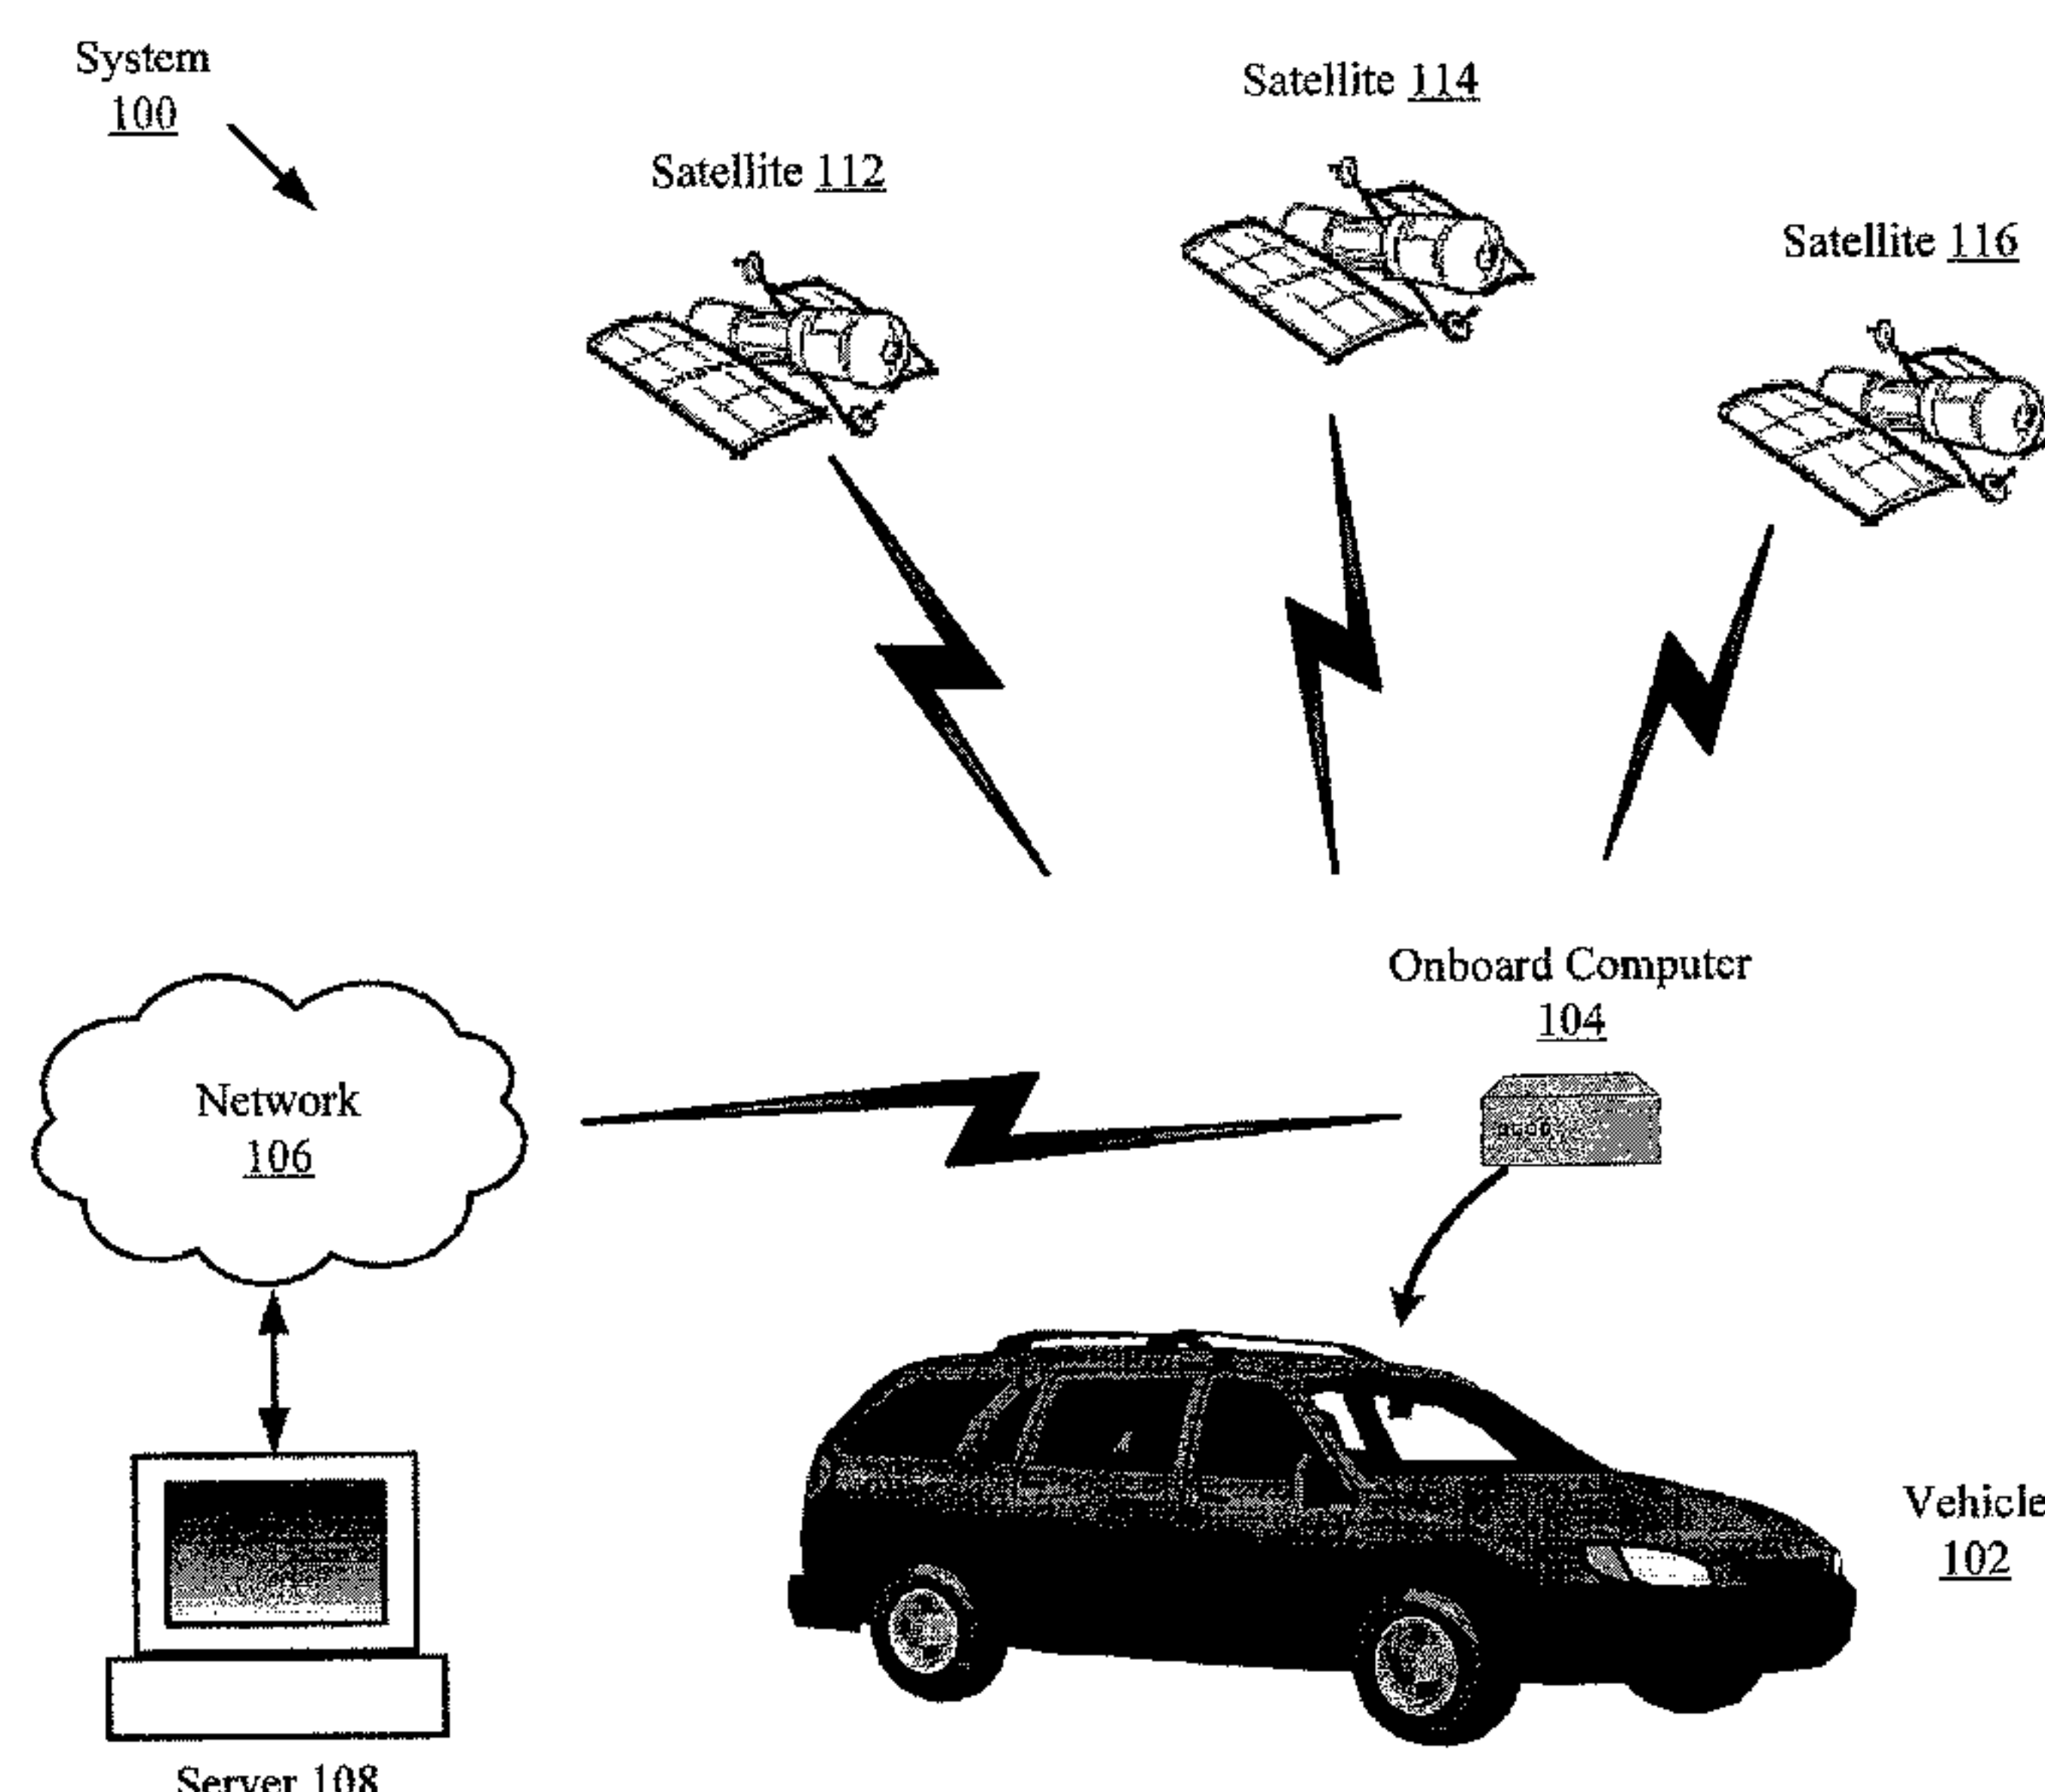 System
100
Satellite 114
Satellite 112
Satellite 116
Onboard Computer
104
Network
106
Vehicle
102
Server 108